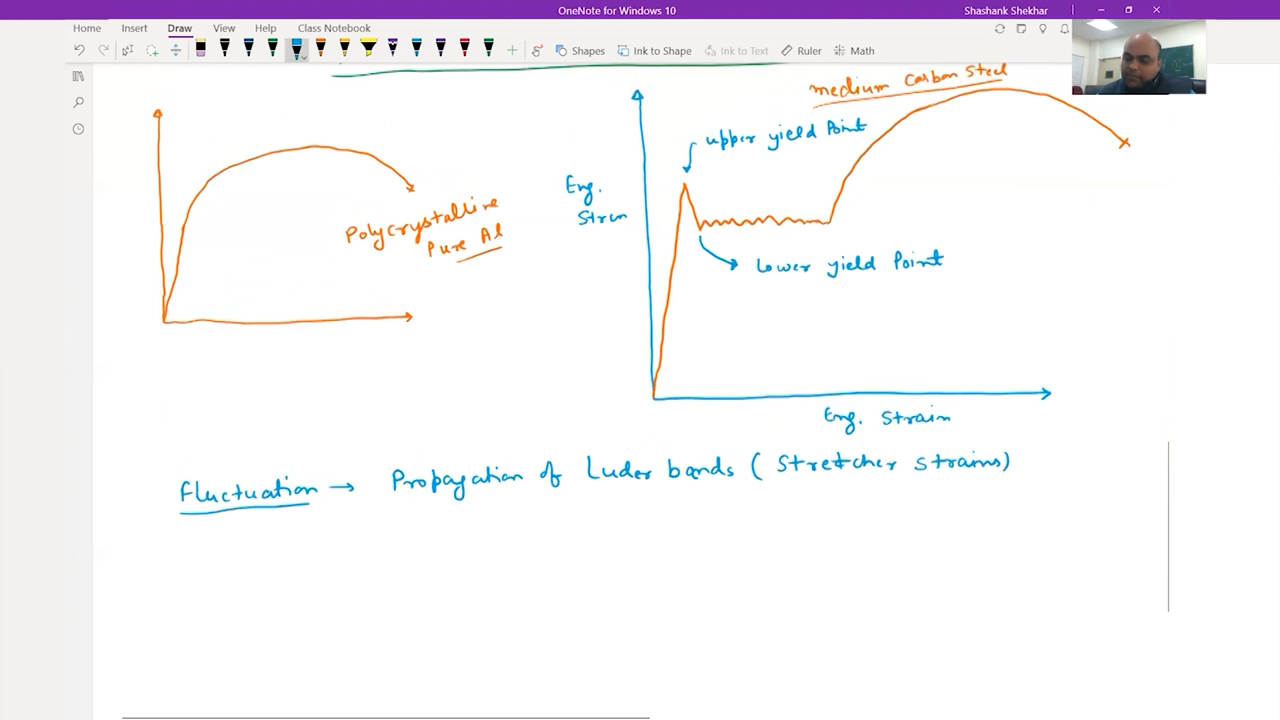 OneNote for Windows 10
Shashank Shekhar
Home Insert Draw View Help Class Notebook
Shapes Ink to Shape Ink to Text Ruler Math
medium Carbon Steel
upper yield Point
Eng.
Polycrystalline
Pure Al
Lower yield Point
Eng. Strain
Fluctuation → Propagation of Luder bands (Stretcher strains)